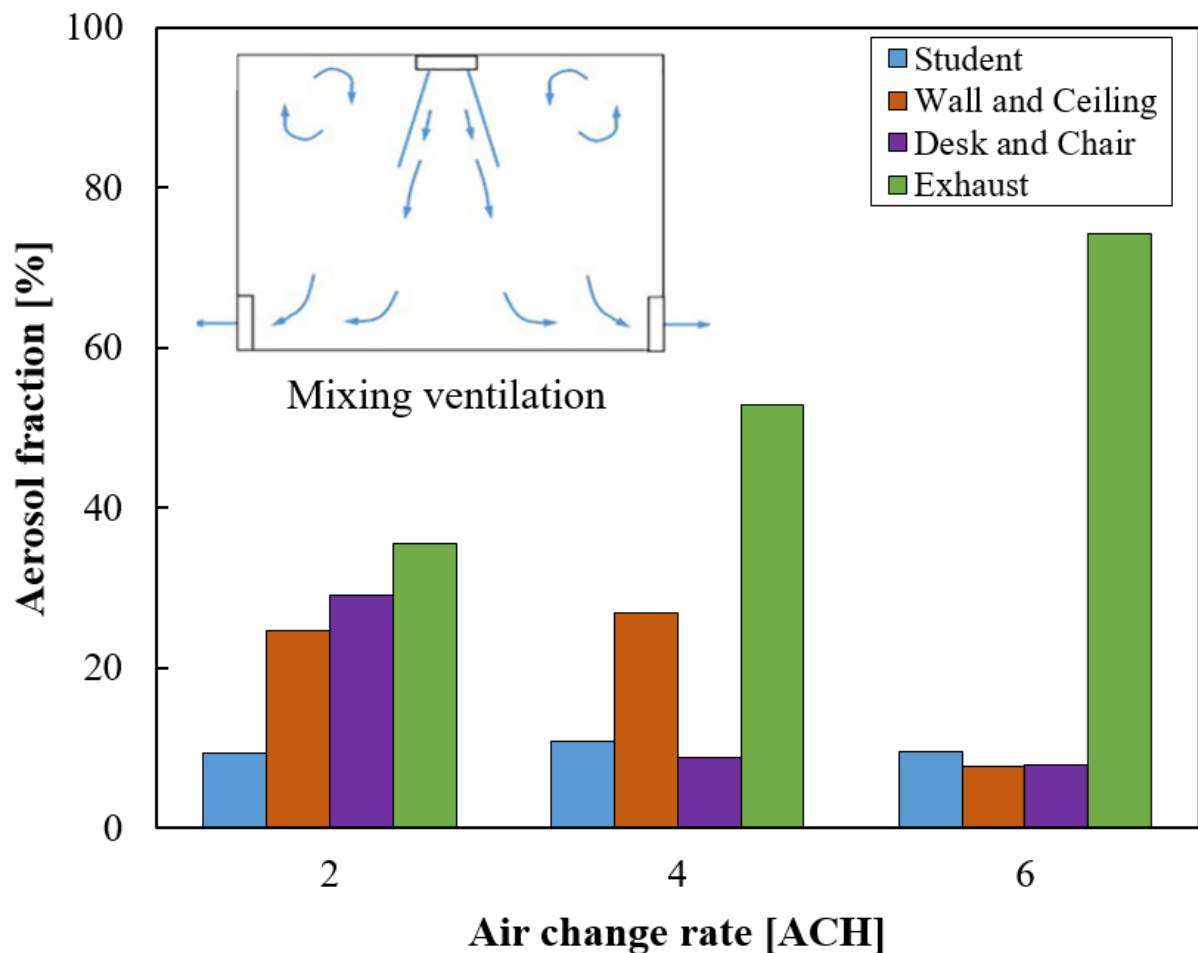 100
80
60
40
20
0
Aerosol fraction [%]
Mixing ventilation
Student
Wall and Ceiling
Desk and Chair
Exhaust
2
4
6
Air change rate [ACH]